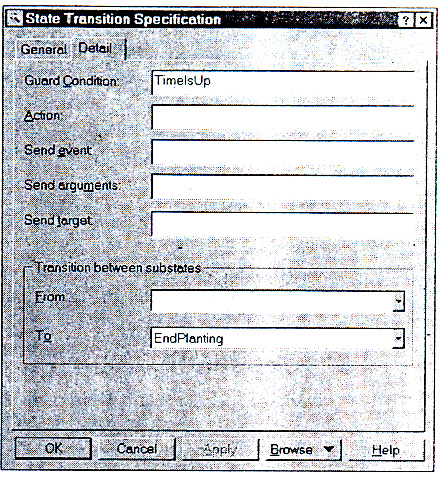 State Transition Specification
General Detail
Guard Condition: TimeIsUp
Action:
Send event:
Send arguments:
Send target:
Transition between substates
From
To EndPlanting
OK Cancel Apply Browse Help